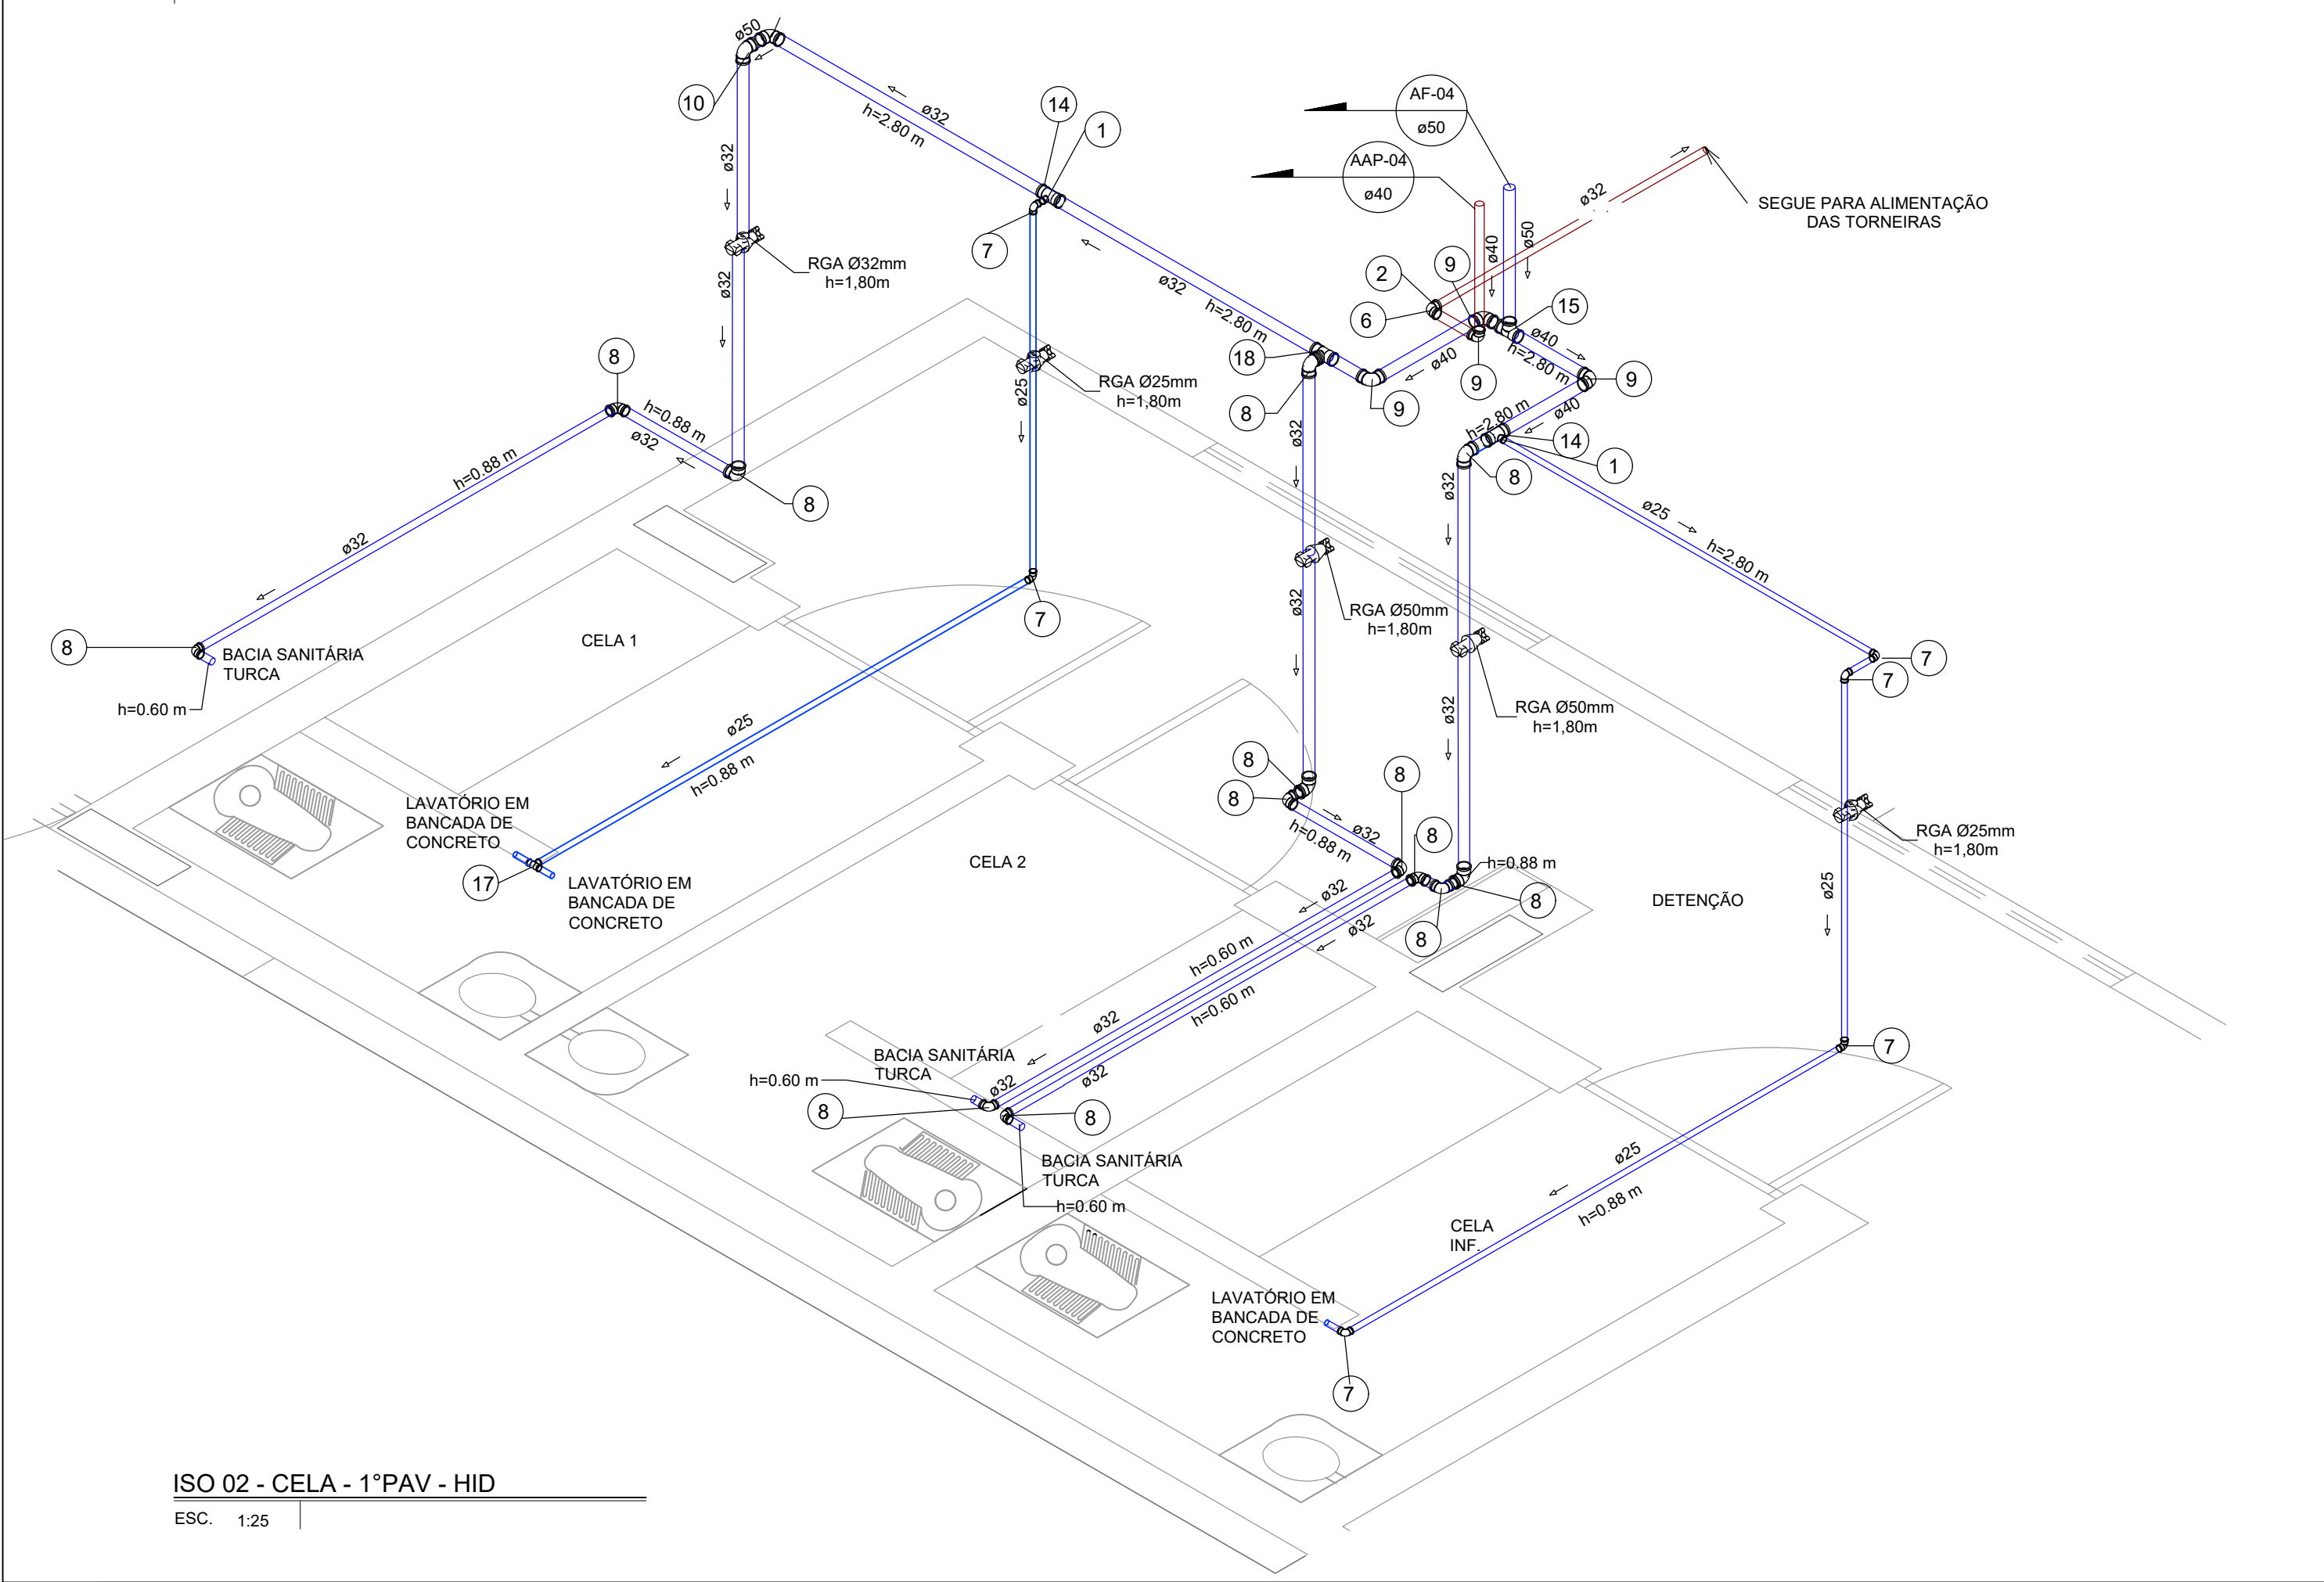 ø50
10
ø32
h=2.80 m
14
1
AF-04
ø50
AAP-04
ø40
ø32
SEGUE PARA ALIMENTAÇÃO
DAS TORNEIRAS
ø32
7
RGA Ø32mm
h=1,80m
ø32
ø32
h=2.80 m
2
9
ø40
ø50
6
15
18
ø40
9
ø40
h=2.80 m
9
8
9
8
h=0.88 m
ø32
RGA Ø25mm
h=1,80m
ø25
h=2.80 m
ø40
14
1
8
ø32
ø32
h=0.88 m
ø32
8
ø25
h=2.80 m
8
BACIA SANITÁRIA
TURCA
h=0.60 m
CELA 1
7
ø32
RGA Ø50mm
h=1,80m
ø32
RGA Ø50mm
h=1,80m
7
7
ø25
h=0.88 m
8
8
8
ø32
h=0.88 m
8
h=0.88 m
RGA Ø25mm
h=1,80m
LAVATÓRIO EM
BANCADA DE
CONCRETO
17
LAVATÓRIO EM
BANCADA DE
CONCRETO
CELA 2
ø32
ø32
8
8
DETENÇÃO
ø25
h=0.60 m
h=0.60 m
ø32
ø32
ø32
BACIA SANITÁRIA
TURCA
h=0.60 m
8
8
7
BACIA SANITÁRIA
TURCA
h=0.60 m
ø25
h=0.88 m
CELA
INF.
LAVATÓRIO EM
BANCADA DE
CONCRETO
7
ISO 02 - CELA - 1°PAV - HID
ESC. 1:25